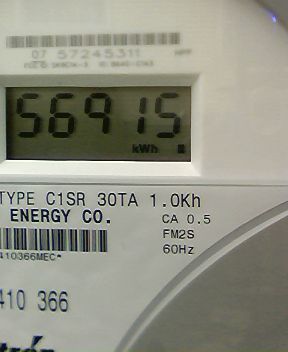 07 57245311
56915
kWh
TYPE C1SR 30TA 1.0Kh
ENERGY CO. CA 0.5
FM2S
410366MEC* 60Hz
410 366